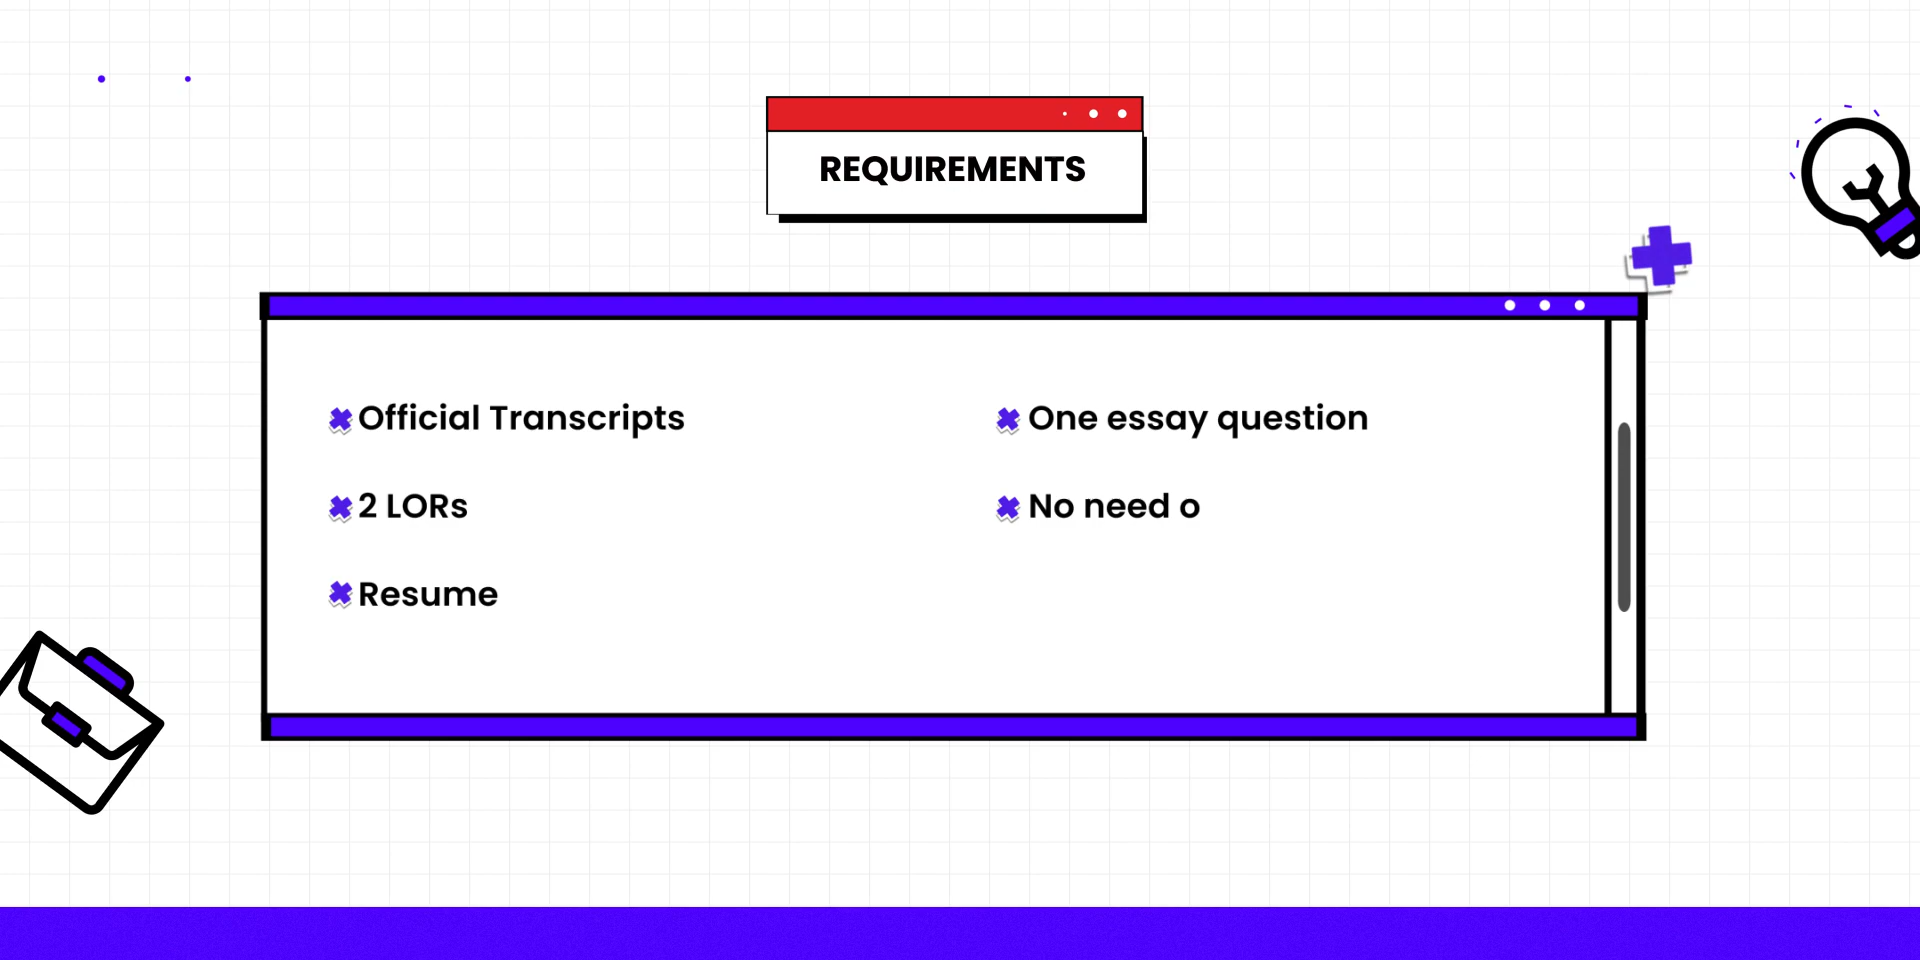 REQUIREMENTS
Official Transcripts
2 LORs
Resume
One essay question
No need o